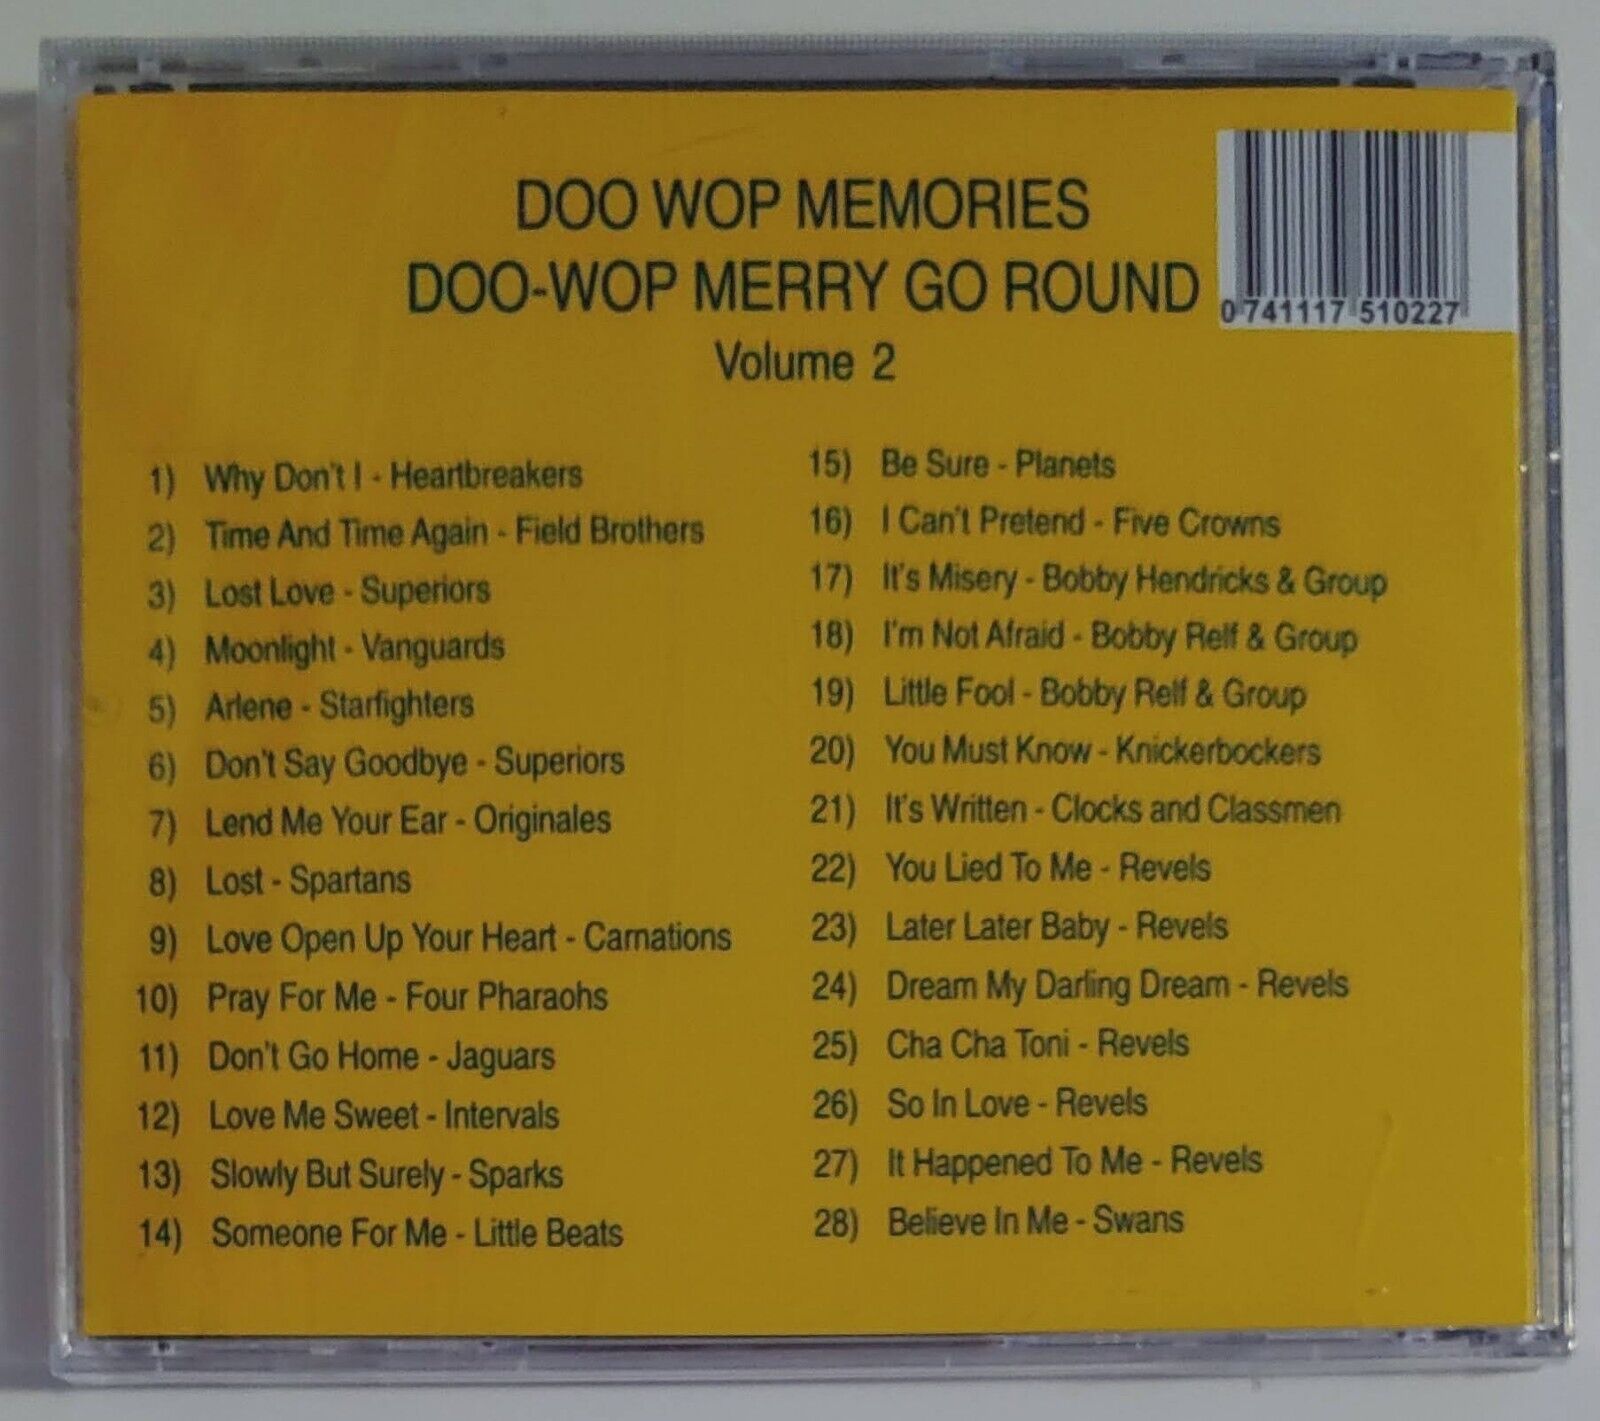 DOO WOP MEMORIES
DOO-WOP MERRY GO ROUND
Volume 2
0 741117 510227
1) Why Don't I - Heartbreakers
2) Time And Time Again - Field Brothers
3) Lost Love - Superiors
4) Moonlight - Vanguards
5) Arlene - Starfighters
6) Don't Say Goodbye - Superiors
7) Lend Me Your Ear - Originales
8) Lost - Spartans
9) Love Open Up Your Heart - Carnations
10) Pray For Me - Four Pharaohs
11) Don't Go Home - Jaguars
12) Love Me Sweet - Intervals
13) Slowly But Surely - Sparks
14) Someone For Me - Little Beats
15) Be Sure - Planets
16) I Can't Pretend - Five Crowns
17) It's Misery - Bobby Hendricks & Group
18) I'm Not Afraid - Bobby Relf & Group
19) Little Fool - Bobby Relf & Group
20) You Must Know - Knickerbockers
21) It's Written - Clocks and Classmen
22) You Lied To Me - Revels
23) Later Later Baby - Revels
24) Dream My Darling Dream - Revels
25) Cha Cha Toni - Revels
26) So In Love - Revels
27) It Happened To Me - Revels
28) Believe In Me - Swans